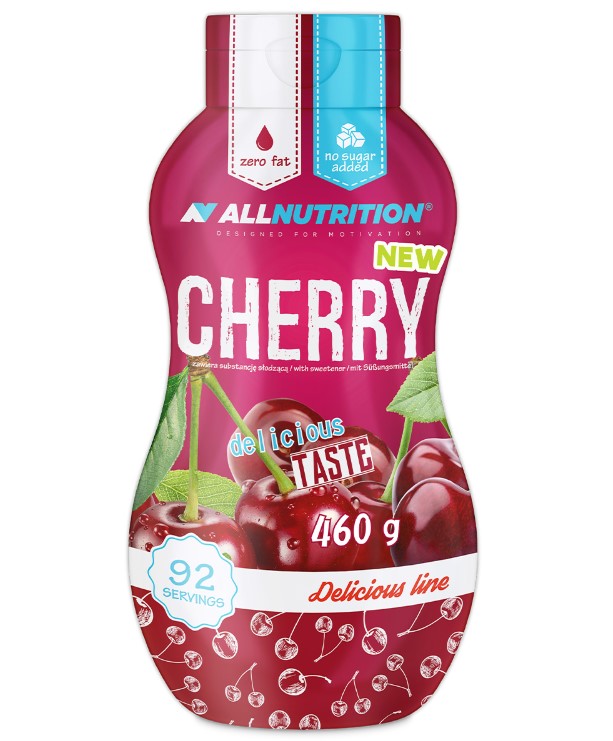 zero fat
no sugar
added
ALLNUTRITION®
DESIGNED FOR MOTIVATION
NEW
CHERRY
zawiera substancję słodzącą / with sweetener / mit Süßungsmittel
delicious
TASTE
460 g
92
SERVINGS
Delicious line